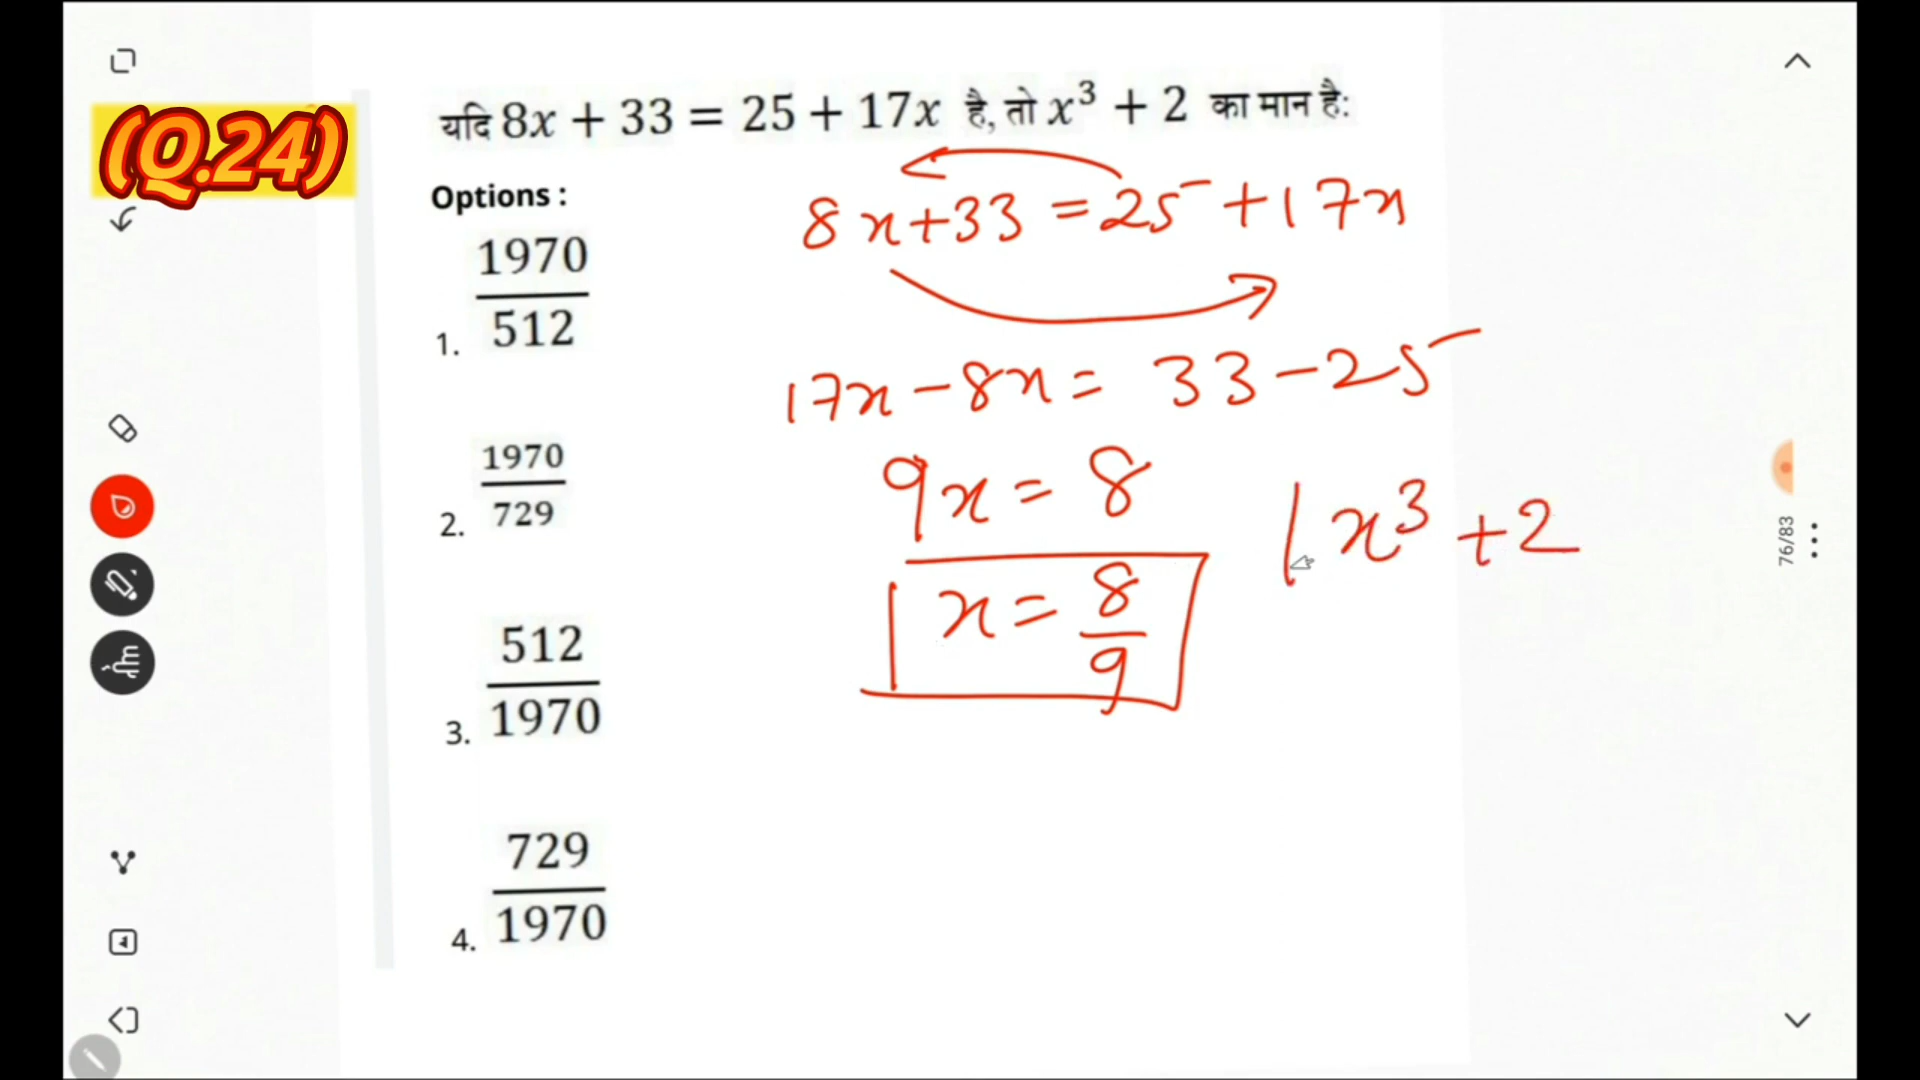 (Q.24)
यदि 8x + 33 = 25 + 17x है, तो x³ + 2 का मान है:
Options :
1. 1970/512
2. 1970/729
3. 512/1970
4. 729/1970
8x+33 = 25 +17x
17x - 8x = 33 - 25
9x = 8
x = 8/9
x³ + 2
76/83